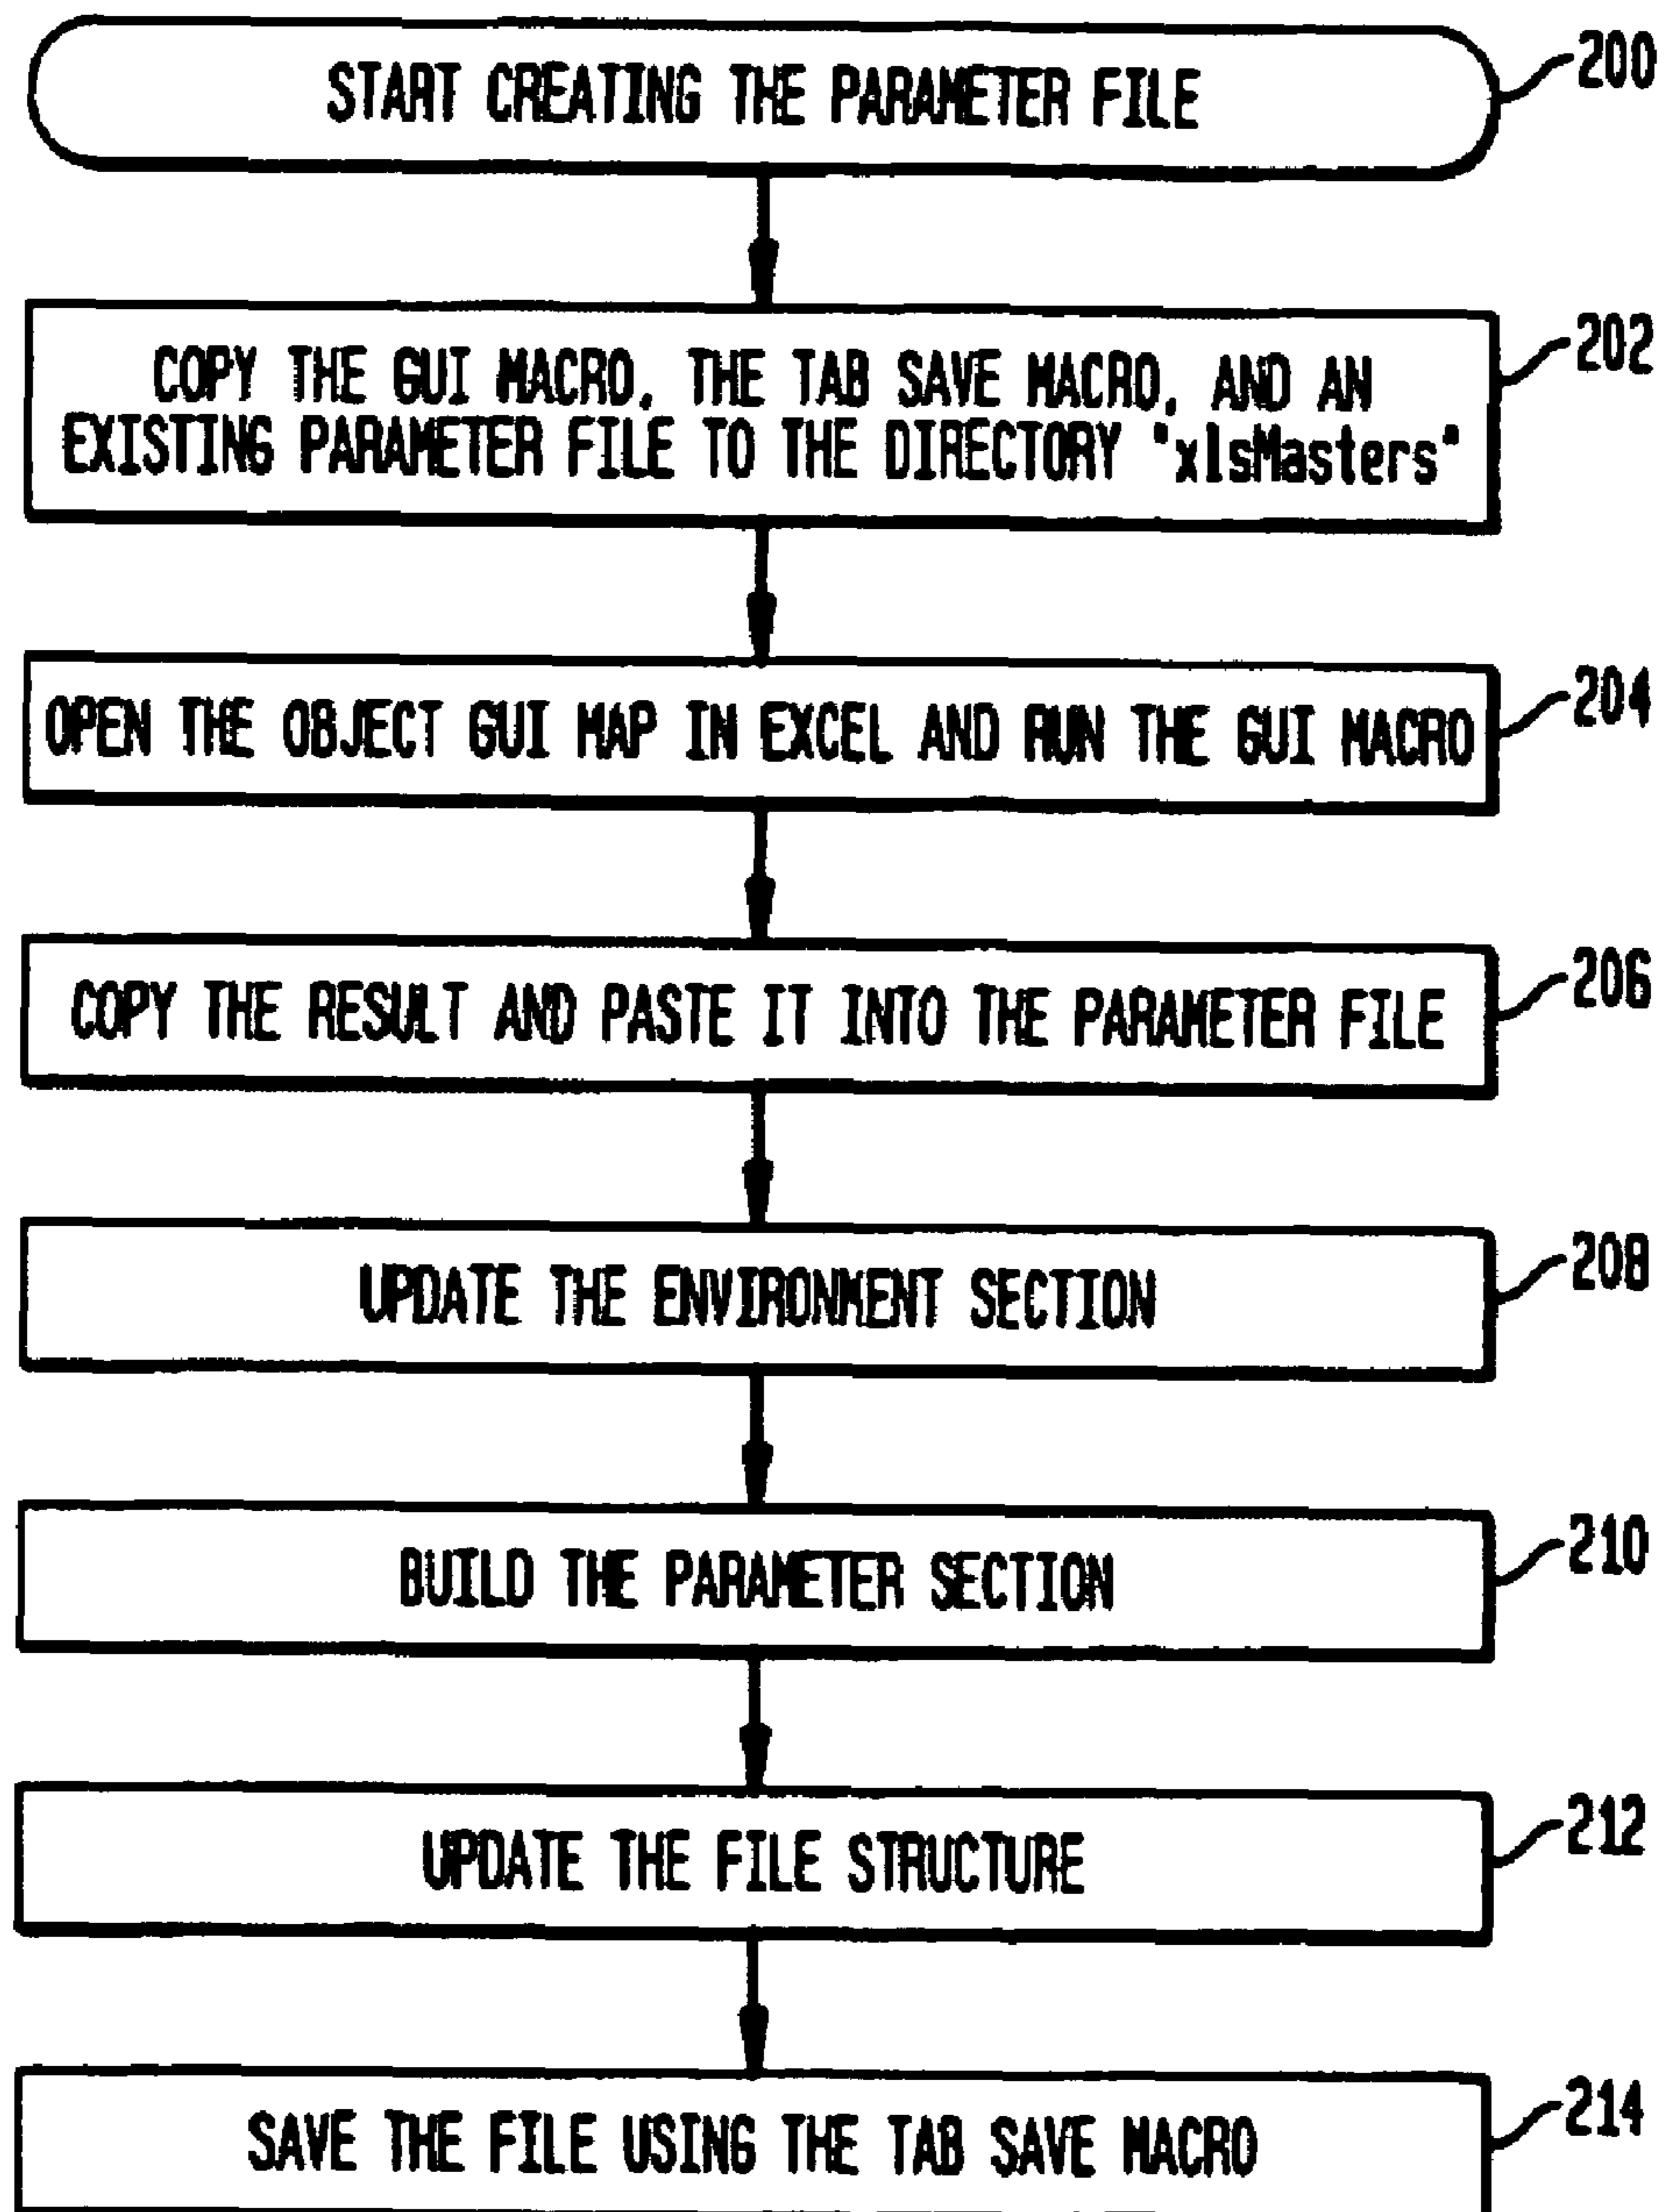 START CREATING THE PARAMETER FILE
200
COPY THE GUI MACRO, THE TAB SAVE MACRO, AND AN
EXISTING PARAMETER FILE TO THE DIRECTORY "xlsMasters"
202
OPEN THE OBJECT GUI MAP IN EXCEL AND RUN THE GUI MACRO
204
COPY THE RESULT AND PASTE IT INTO THE PARAMETER FILE
206
UPDATE THE ENVIRONMENT SECTION
208
BUILD THE PARAMETER SECTION
210
UPDATE THE FILE STRUCTURE
212
SAVE THE FILE USING THE TAB SAVE MACRO
214